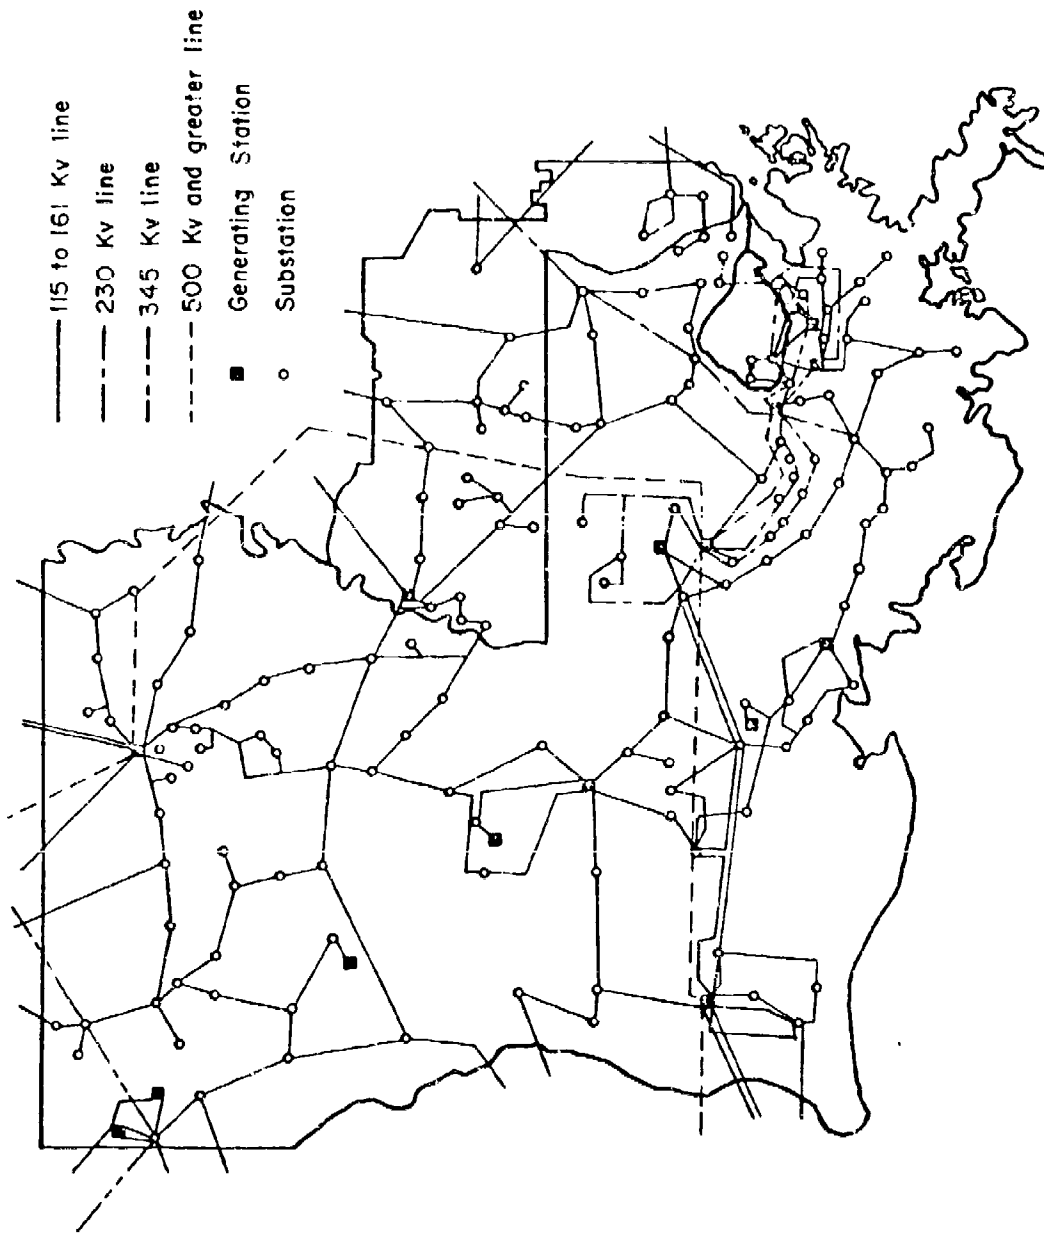 115 to 161 Kv line
230 Kv line
345 Kv line
500 Kv and greater line
Generating Station
Substation